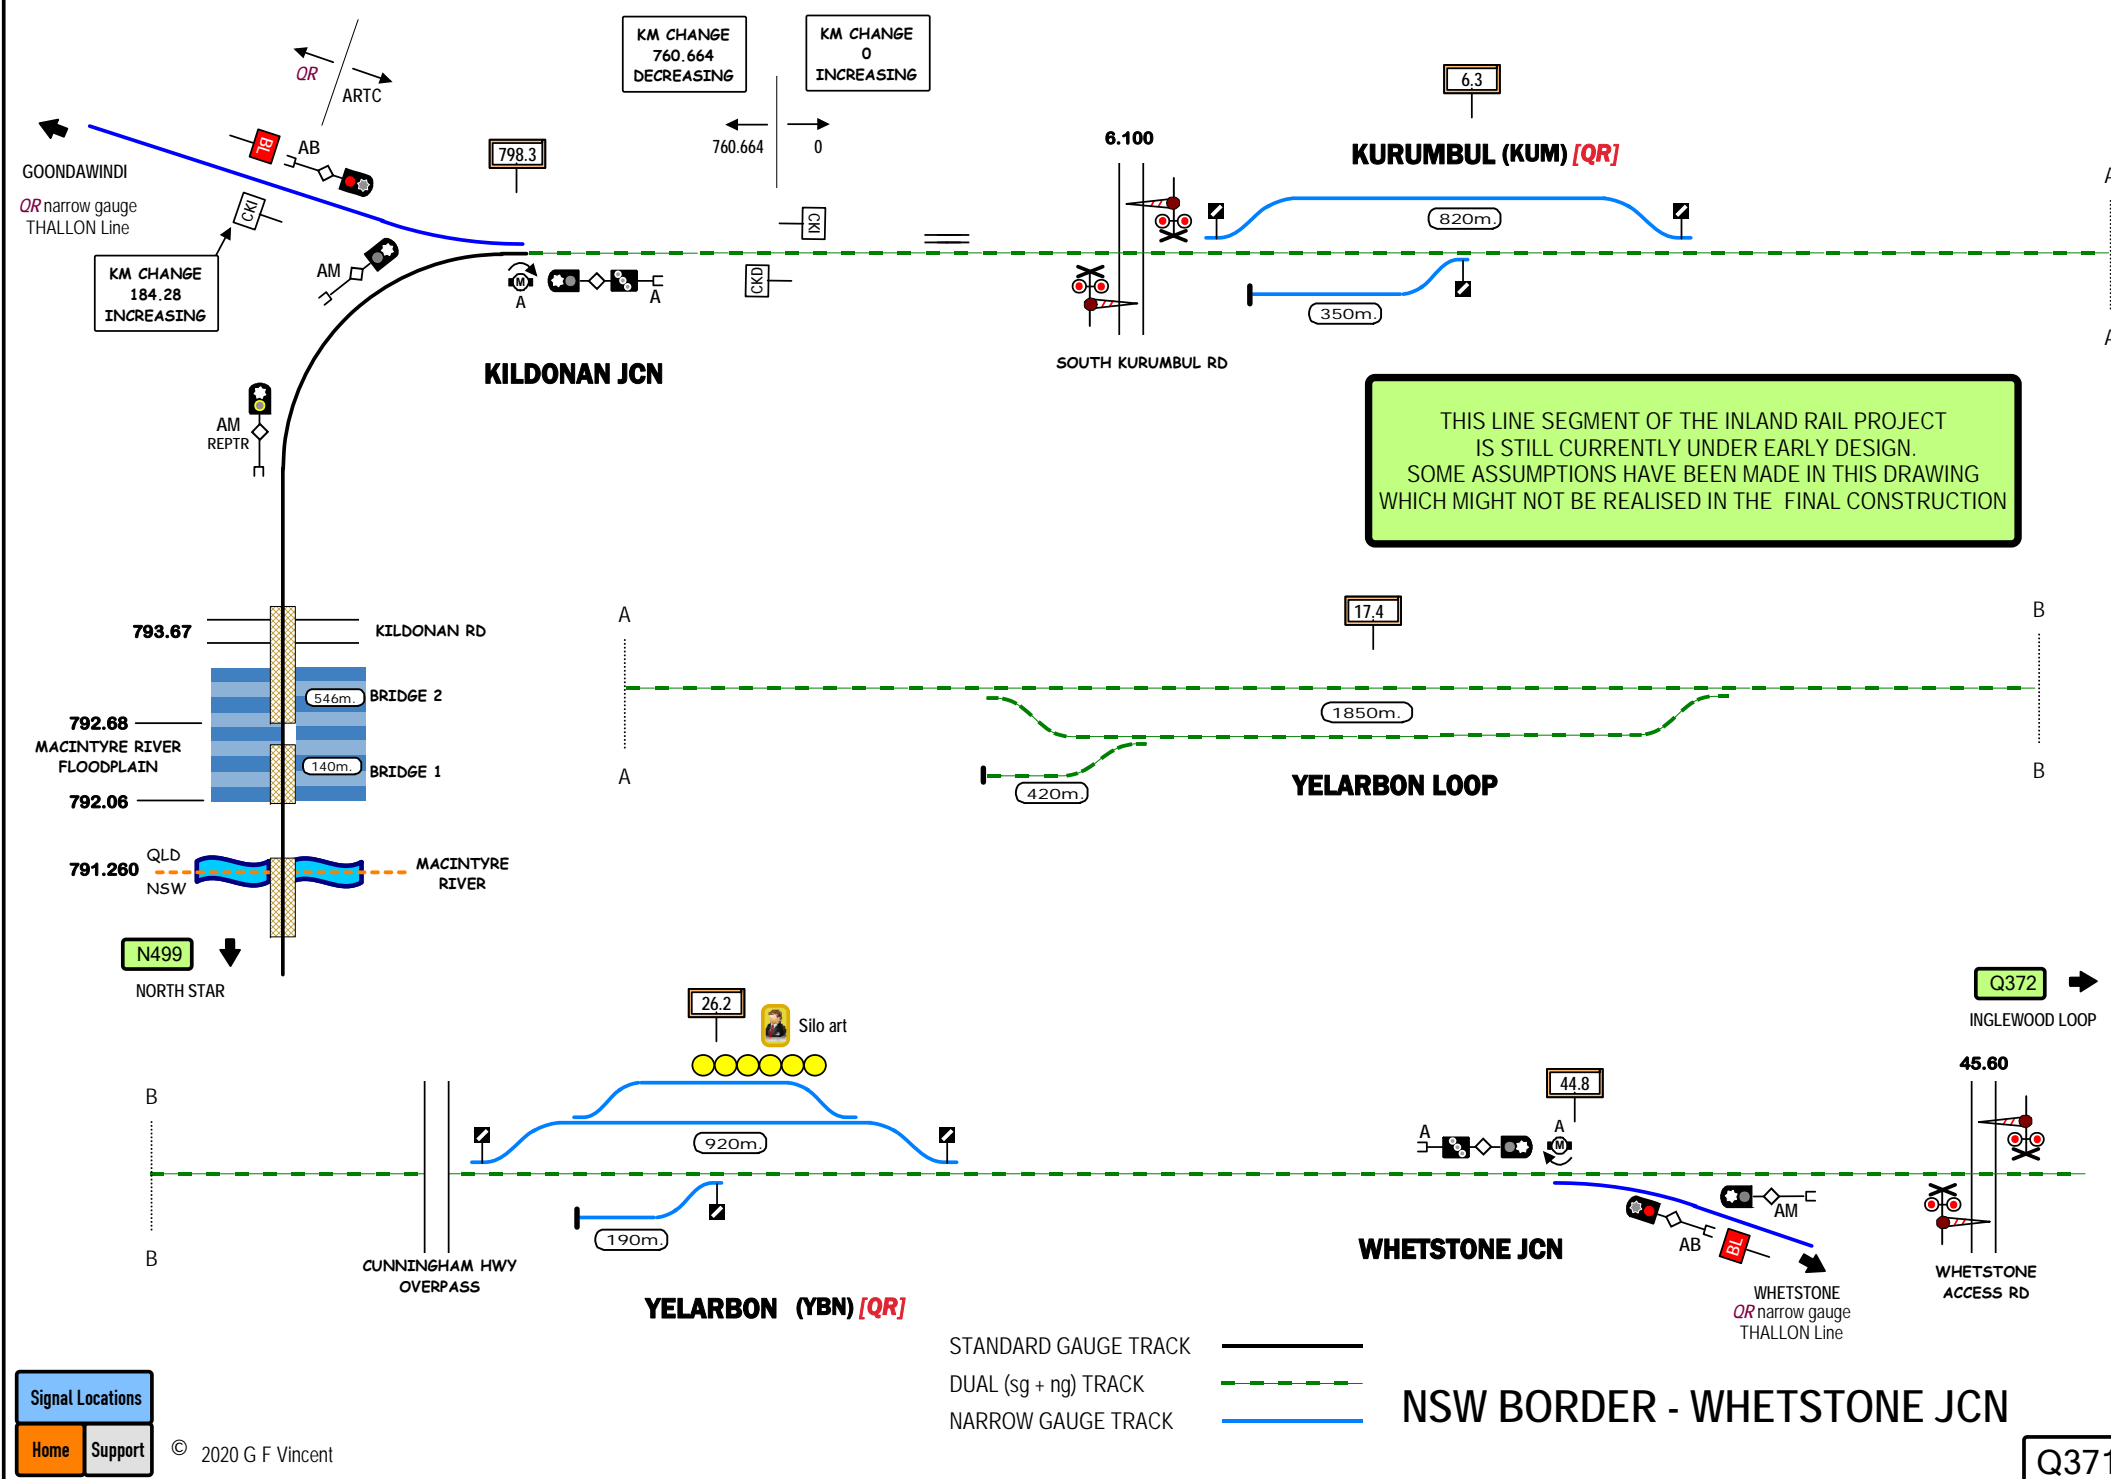 KM CHANGE
760.664
DECREASING
KM CHANGE
0
INCREASING
QR
ARTC
6.3
BL
AB
798.3
760.664
0
6.100
KURUMBUL (KUM) [QR]
GOONDAWINDI
QR narrow gauge
THALLON Line
CKI
CKI
820m.
A
KM CHANGE
184.28
INCREASING
AM
M
A
A
CKD
350m.
A
SOUTH KURUMBUL RD
KILDONAN JCN
AM
REPTR
THIS LINE SEGMENT OF THE INLAND RAIL PROJECT
IS STILL CURRENTLY UNDER EARLY DESIGN.
SOME ASSUMPTIONS HAVE BEEN MADE IN THIS DRAWING
WHICH MIGHT NOT BE REALISED IN THE FINAL CONSTRUCTION
793.67
KILDONAN RD
A
17.4
B
546m.
BRIDGE 2
792.68
MACINTYRE RIVER
FLOODPLAIN
140m.
BRIDGE 1
792.06
1850m.
A
420m.
YELARBON LOOP
B
791.260
QLD
NSW
MACINTYRE
RIVER
N499
NORTH STAR
Q372
INGLEWOOD LOOP
26.2
Silo art
B
44.8
45.60
920m.
A
A
M
190m.
B
CUNNINGHAM HWY
OVERPASS
YELARBON (YBN) [QR]
WHETSTONE JCN
AM
AB
BL
WHETSTONE
QR narrow gauge
THALLON Line
WHETSTONE
ACCESS RD
STANDARD GAUGE TRACK
DUAL (sg + ng) TRACK
NARROW GAUGE TRACK
NSW BORDER - WHETSTONE JCN
Signal Locations
Home
Support
© 2020 G F Vincent
Q371